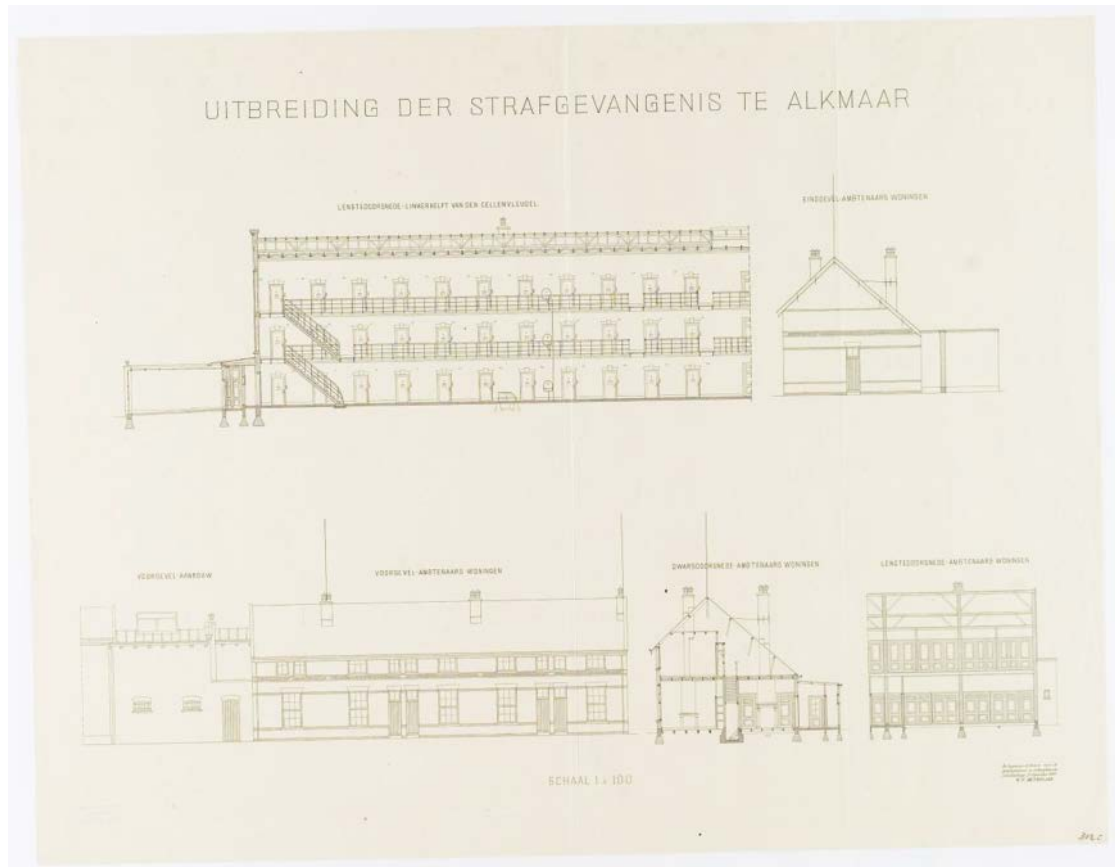 UITBREIDING DER STRAFGEVANGENIS TE ALKMAAR
LENGTEDOORSNEDE-LINKERHELFT VAN DEN CELLENVLEUGEL
EINDGEVEL-AMBTENAARS WONINGEN
VOORGEVEL-AANBOUW
VOORGEVEL-AMBTENAARS WONINGEN
DWARSDOORSNEDE-AMBTENAARS WONINGEN
LENGTEDOORSNEDE-AMBTENAARS WONINGEN
SCHAAL 1 à 100